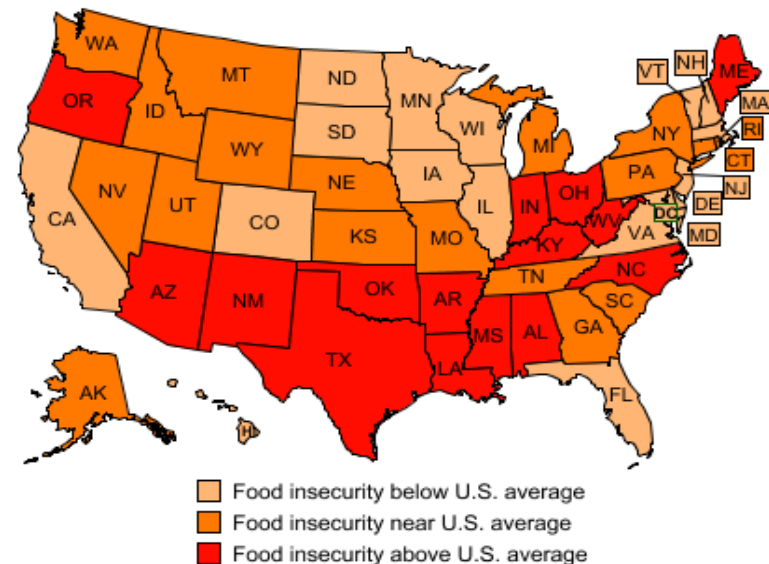 WA
MT
ND
MN
VT
NH
ME
OR
ID
SD
WI
MI
NY
MA
RI
CT
WY
NE
IA
PA
NJ
NV
UT
CO
IL
IN
OH
DE
DC
CA
KS
MO
WV
VA
MD
KY
AZ
NM
OK
AR
TN
NC
SC
TX
LA
MS
AL
GA
AK
H
FL
Food insecurity below U.S. average
Food insecurity near U.S. average
Food insecurity above U.S. average